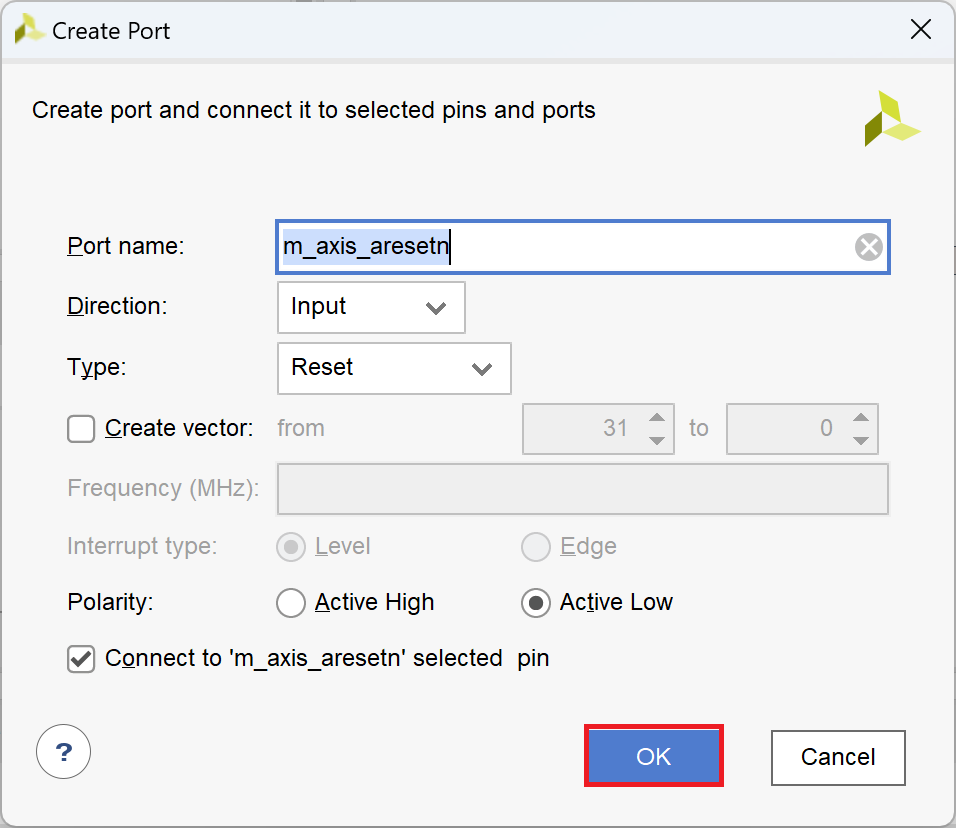 Create Port
Create port and connect it to selected pins and ports
Port name: m_axis_aresetn
Direction: Input
Type: Reset
Create vector: from 31 to 0
Frequency (MHz):
Interrupt type: Level Edge
Polarity: Active High Active Low
Connect to 'm_axis_aresetn' selected  pin
? OK Cancel